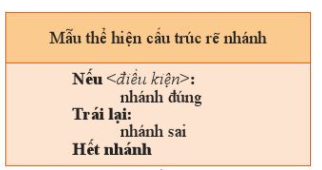 Mẫu thể hiện cấu trúc rẽ nhánh
Nếu <điều kiện>:
nhánh đúng
Trái lại:
nhánh sai
Hết nhánh